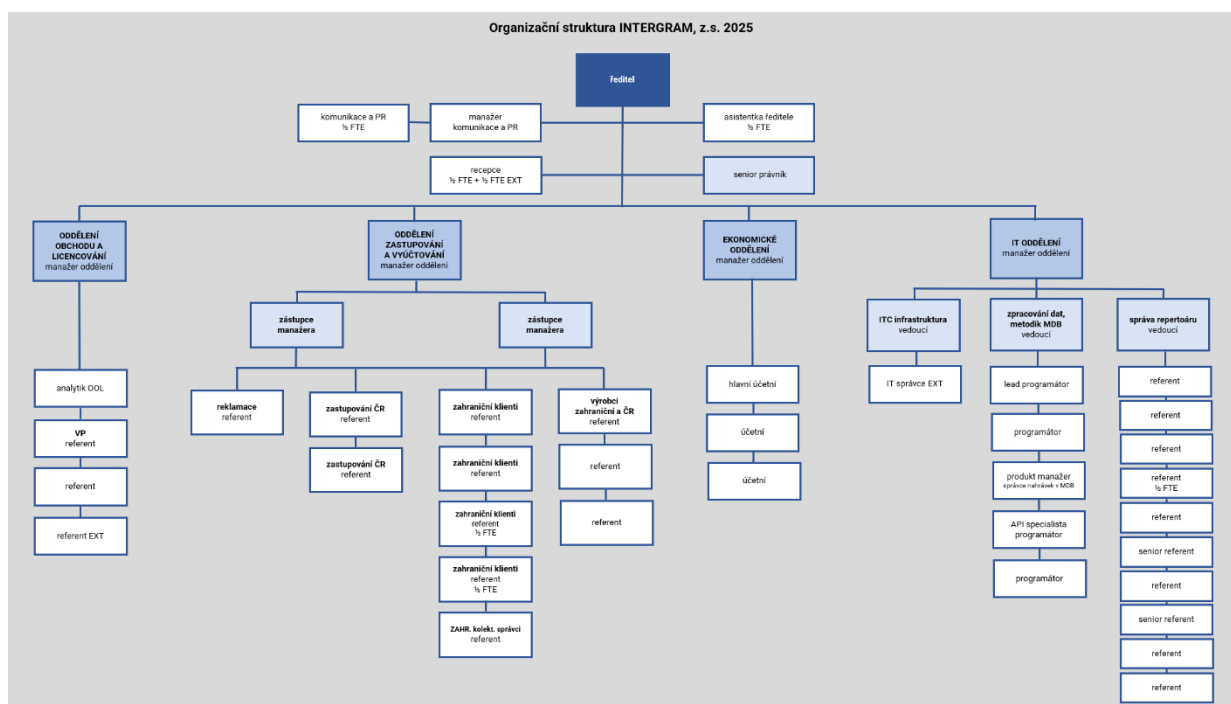 Organizační struktura INTERGRAM, z.s. 2025
ředitel
komunikace a PR
½ FTE
manažer
komunikace a PR
asistentka ředitele
½ FTE
recepce
½ FTE + ½ FTE EXT
senior právník
ODDĚLENÍ
OBCHODU A
LICENCOVÁNÍ
manažer oddělení
ODDĚLENÍ
ZASTUPOVÁNÍ
A VYÚČTOVÁNÍ
manažer oddělení
EKONOMICKÉ
ODDĚLENÍ
manažer oddělení
IT ODDĚLENÍ
manažer oddělení
analytik OOL
VP
referent
referent
referent EXT
zástupce
manažera
zástupce
manažera
reklamace
referent
zastupování ČR
referent
zastupování ČR
referent
zahraniční klienti
referent
zahraniční klienti
referent
zahraniční klienti
referent
½ FTE
zahraniční klienti
referent
½ FTE
ZAHR. kolekt. správci
referent
výrobci
zahraniční a ČR
referent
referent
referent
hlavní účetní
účetní
účetní
ITC infrastruktura
vedoucí
IT správce EXT
zpracování dat,
metodik MDB
vedoucí
lead programátor
programátor
produkt manažer
správce nahrávek v MDB
API specialista
programátor
programátor
správa repertoáru
vedoucí
referent
referent
referent
referent
½ FTE
referent
senior referent
referent
senior referent
referent
referent